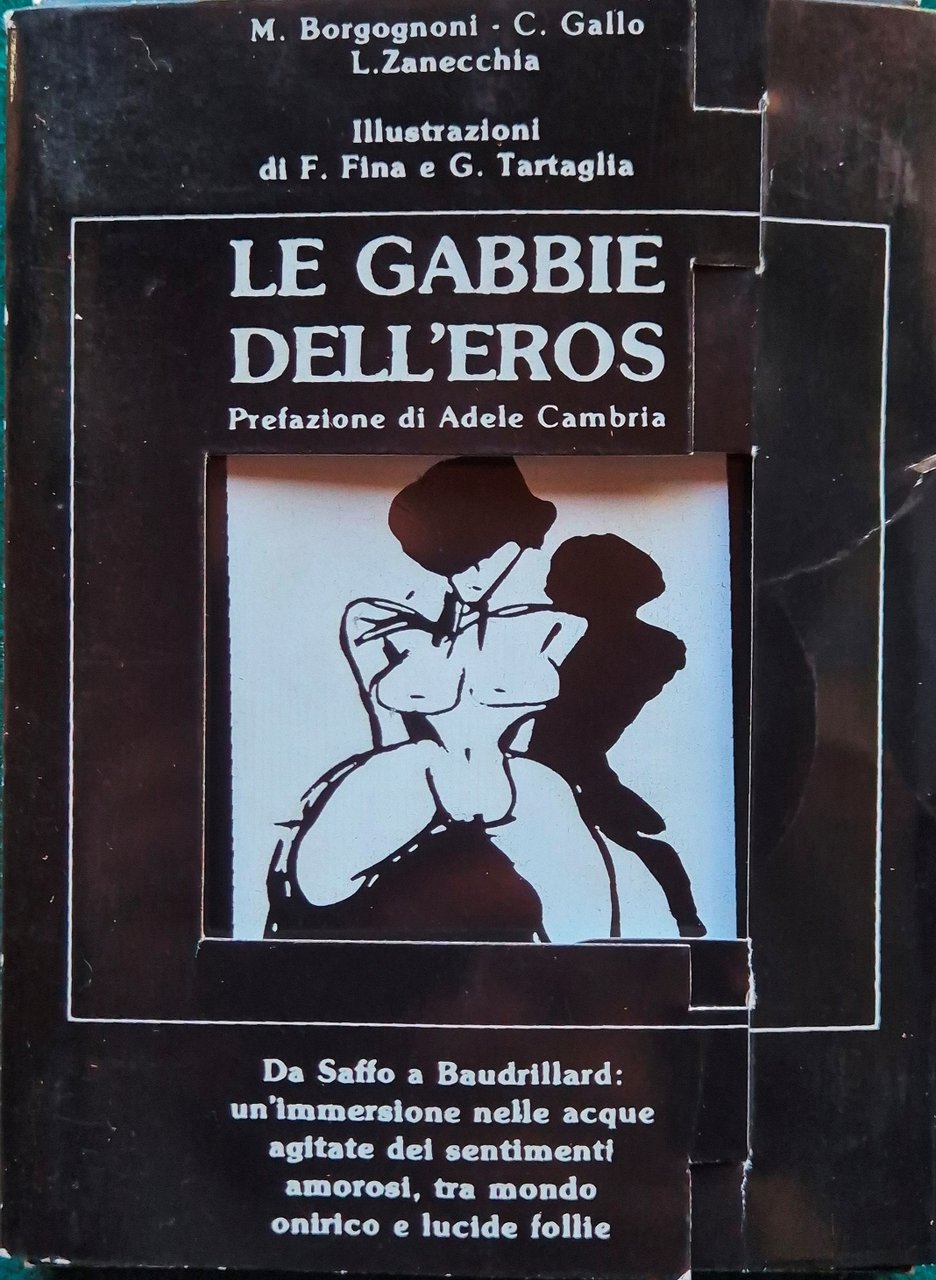 M. Borgognoni - C. Gallo
L.Zanecchia
Illustrazioni
di F. Fina e G. Tartaglia
LE GABBIE
DELL'EROS
Prefazione di Adele Cambria
Da Saffo a Baudrillard:
un'immersione nelle acque
agitate dei sentimenti
amorosi, tra mondo
onirico e lucide follie